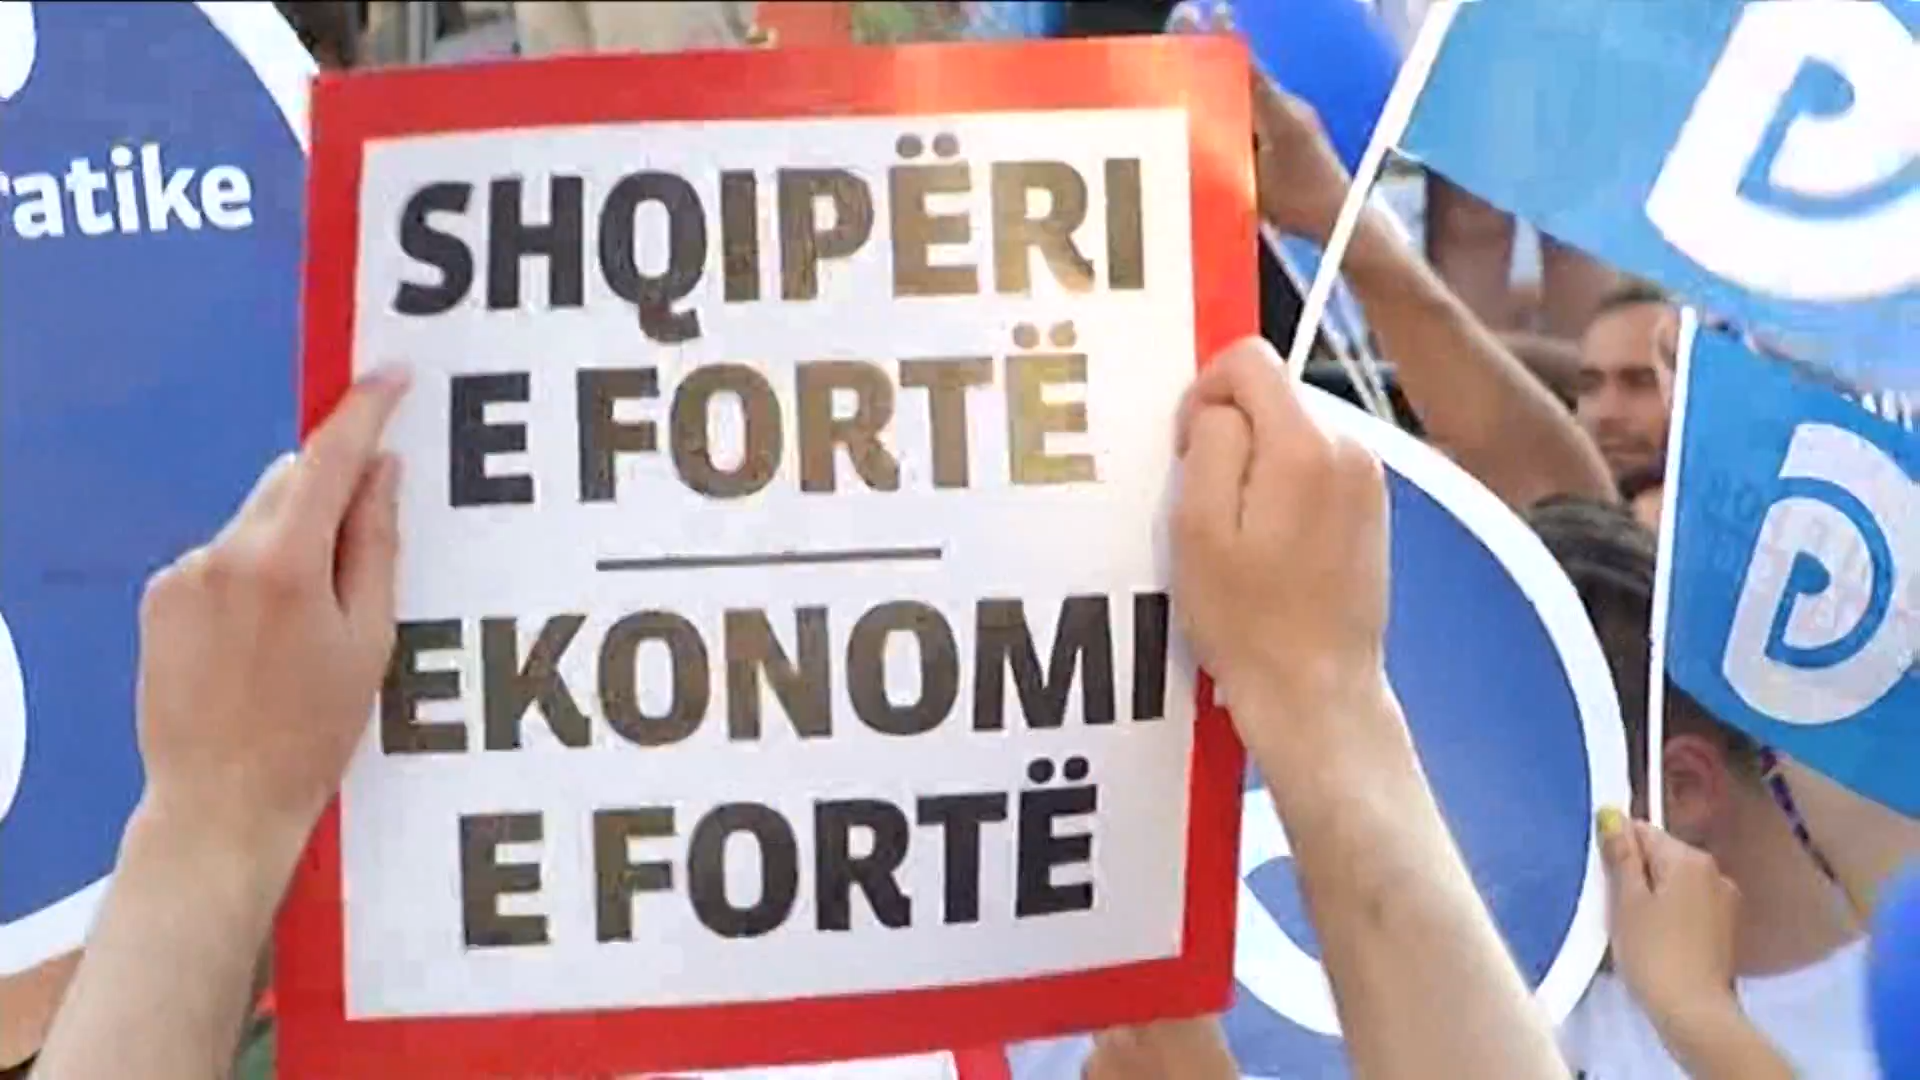 ratike
SHQIPËRI
E FORTË
EKONOMI
E FORTË